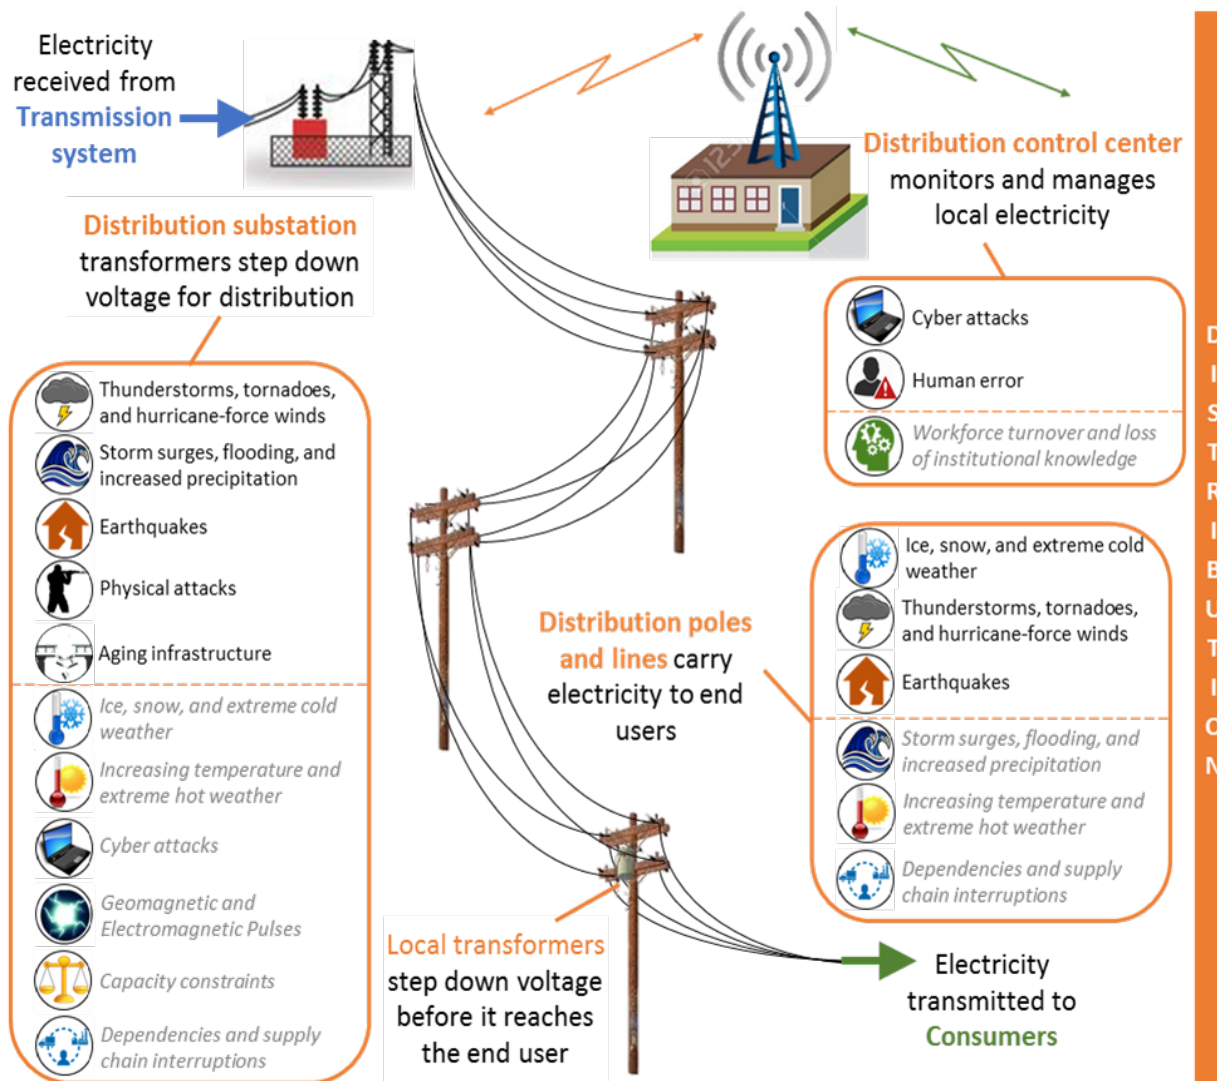 Electricity
received from
Transmission
system
Distribution substation
transformers step down
voltage for distribution
Thunderstorms, tornadoes,
and hurricane-force winds
Storm surges, flooding, and
increased precipitation
Earthquakes
Physical attacks
Aging infrastructure
Ice, snow, and extreme cold
weather
Increasing temperature and
extreme hot weather
Cyber attacks
Geomagnetic and
Electromagnetic Pulses
Capacity constraints
Dependencies and supply
chain interruptions
Distribution control center
monitors and manages
local electricity
Cyber attacks
Human error
Workforce turnover and loss
of institutional knowledge
Distribution poles
and lines carry
electricity to end
users
Ice, snow, and extreme cold
weather
Thunderstorms, tornadoes,
and hurricane-force winds
Earthquakes
Storm surges, flooding, and
increased precipitation
Increasing temperature and
extreme hot weather
Dependencies and supply
chain interruptions
Local transformers
step down voltage
before it reaches
the end user
Electricity
transmitted to
Consumers
DISTRIBUTION